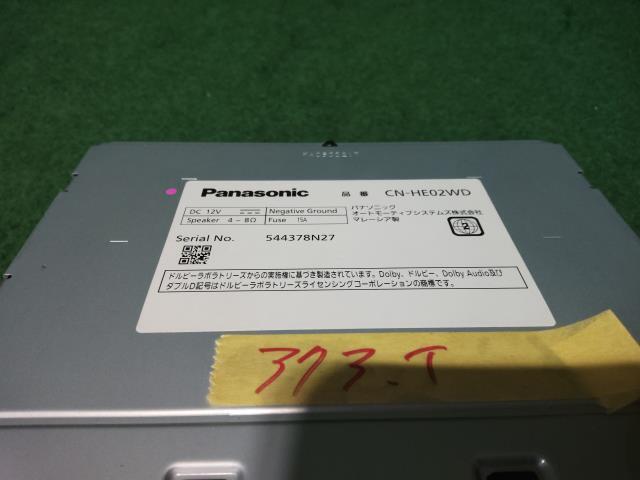 Panasonic 品番 CN-HE02WD
DC 12V Negative Ground
Speaker 4 – 8Ω Fuse 15A
パナソニック
オートモーティブシステムズ株式会社
マレーシア製
2
Serial No. 544378N27
ドルビーラボラトリーズからの実施権に基づき製造されています。Dolby、ドルビー、Dolby Audio及び
ダブルD記号はドルビーラボラトリーズライセンシングコーポレーションの商標です。
373.T